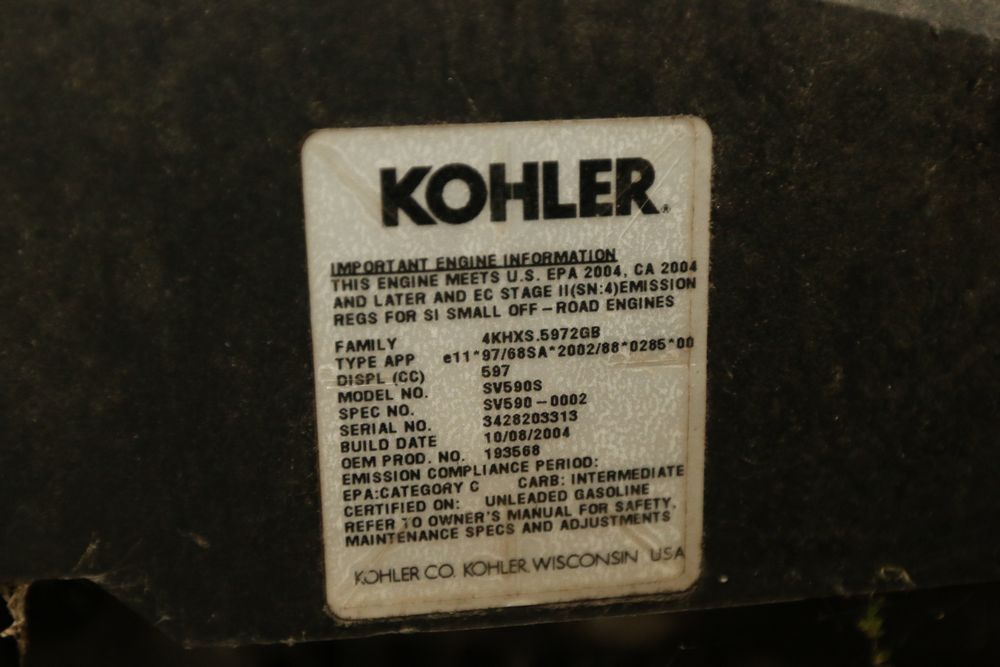 KOHLER®
IMPORTANT ENGINE INFORMATION
THIS ENGINE MEETS U.S. EPA 2004, CA 2004
AND LATER AND EC STAGE II(SN:4)EMISSION
REGS FOR SI SMALL OFF-ROAD ENGINES
FAMILY 4KHXS.5972GB
TYPE APP e11*97/68SA*2002/88*0285*00
DISPL (CC) 597
MODEL NO. SV590S
SPEC NO. SV590-0002
SERIAL NO. 3428203313
BUILD DATE 10/08/2004
OEM PROD. NO. 193568
EMISSION COMPLIANCE PERIOD:
EPA:CATEGORY C CARB: INTERMEDIATE
CERTIFIED ON: UNLEADED GASOLINE
REFER TO OWNER'S MANUAL FOR SAFETY,
MAINTENANCE SPECS AND ADJUSTMENTS
KOHLER CO. KOHLER, WISCONSIN USA